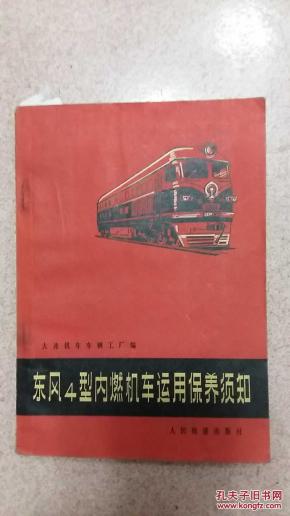 大连机车车辆工厂编
东风4型内燃机车运用保养须知
人民铁道出版社
孔夫子旧书网